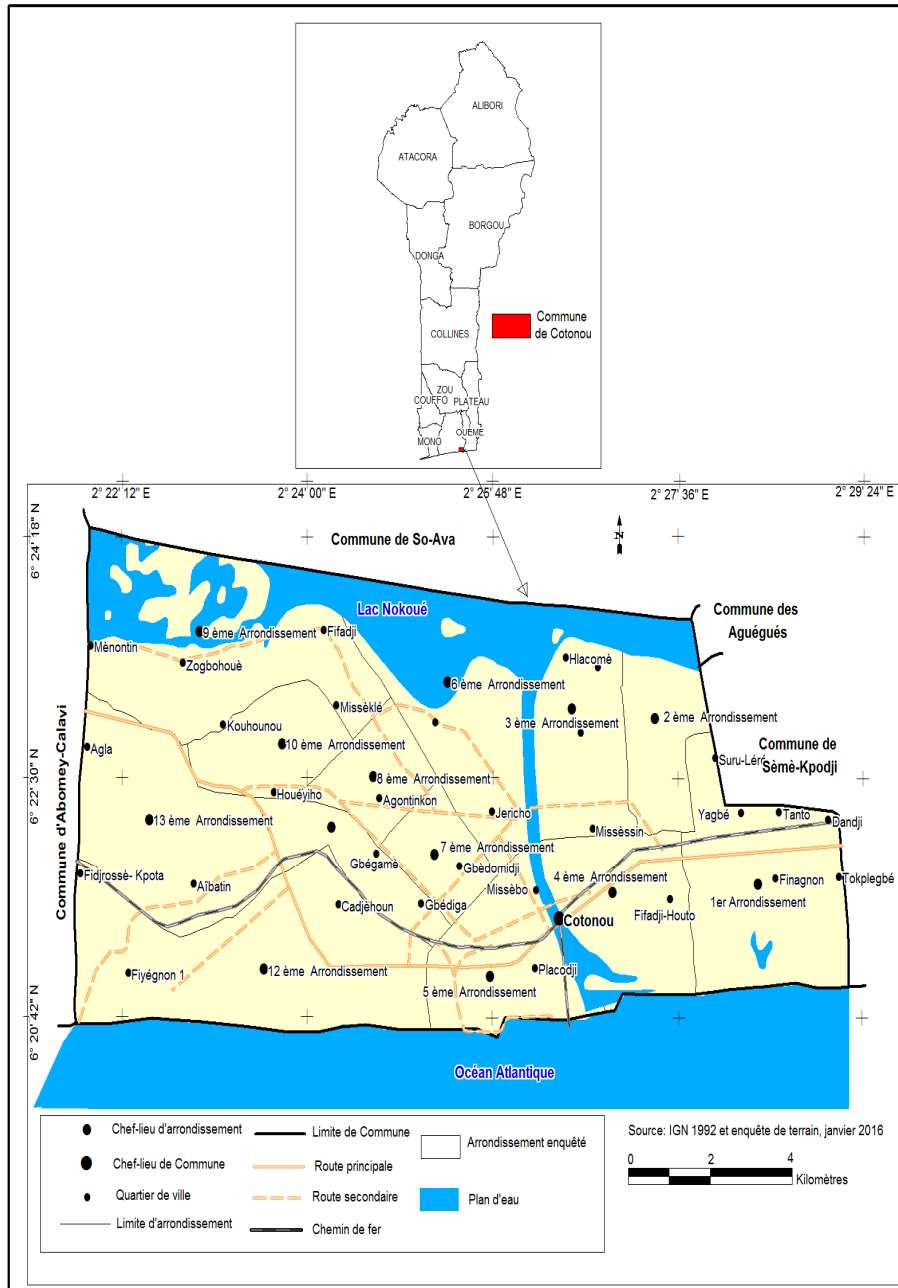 ALIBORI
ATACORA
BORGOU
DONGA
Commune
de Cotonou
COLLINES
ZOU
COUFFO
PLATEAU
OUEME
MONO
2° 22'12" E
2° 24'00" E
2° 25'48" E
2° 27'36" E
2° 29'24" E
6° 24'18" N
6° 22'30" N
6° 20'42" N
Commune de So-Ava
N
Lac Nokoué
Commune des
Aguégués
9 ème Arrondissement
Fifadji
Mènontin
Zogbohouè
Hlacomè
6 ème Arrondissement
Missèklé
3 ème Arrondissement
2 ème Arrondissement
Kouhounou
10 ème Arrondissement
Agla
Commune de
Sèmè-Kpodji
Suru-Léré
8 ème Arrondissement
Houéyiho
Agontinkon
Jericho
Yagbé
Tanto
Dandji
13 ème Arrondissement
Missèssin
Commune d'Abomey-Calavi
Gbégamè
7 ème Arrondissement
Gbèdomidji
4 ème Arrondissement
Fidjrossè- Kpota
Aîbatin
Missèbo
Finagnon
Tokplegbé
1er Arrondissement
Cadjèhoun
Gbédiga
Fifadji-Houto
Cotonou
Fiyégnon 1
12 ème Arrondissement
Placodji
5 ème Arrondissement
Océan Atlantique
Chef-lieu d'arrondissement
Limite de Commune
Arrondissement enquêté
Source: IGN 1992 et enquête de terrain, janvier 2016
Chef-lieu de Commune
Route principale
0 2 4
Kilomètres
Quartier de ville
Route secondaire
Plan d'eau
Limite d'arrondissement
Chemin de fer